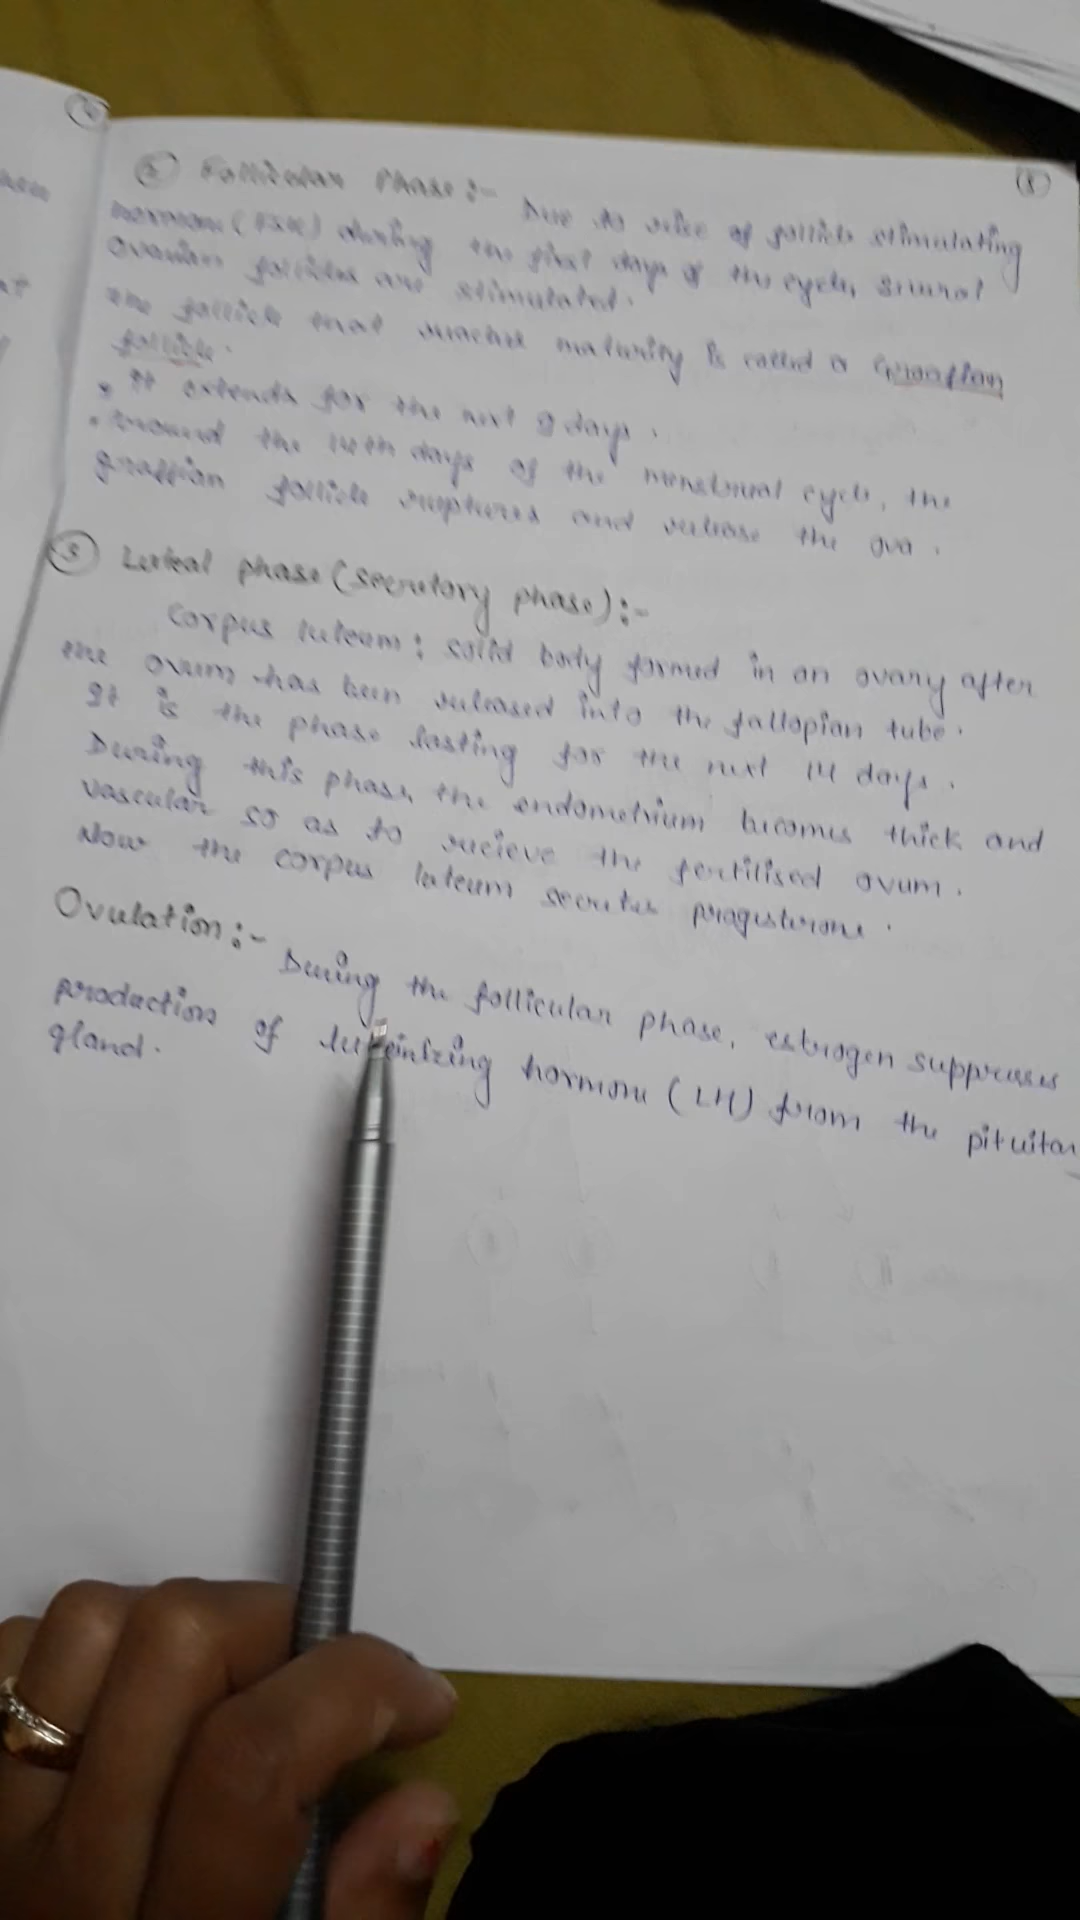 (8)
② Follicular Phase :- Due to rise of follicle stimulating
hormone (FSH) during the first days of the cycle, several
ovarian follicles are stimulated.
The follicle that reaches maturity is called a Graafian
follicle.
• It extends for the next 9 days.
• Around the 14th days of the menstrual cycle, the
graafian follicle ruptures and release the ova.
③ Luteal phase (secretory phase) :-
Corpus luteum : solid body formed in an ovary after
the ovum has been released into the fallopian tube.
It is the phase lasting for the next 14 days.
During this phase, the endometrium becomes thick and
vascular so as to recieve the fertilised ovum.
Now the corpus luteum secretes progesterone.
Ovulation :- During the follicular phase, estrogen suppresses
production of luteinizing hormone (LH) from the pituitar
gland.